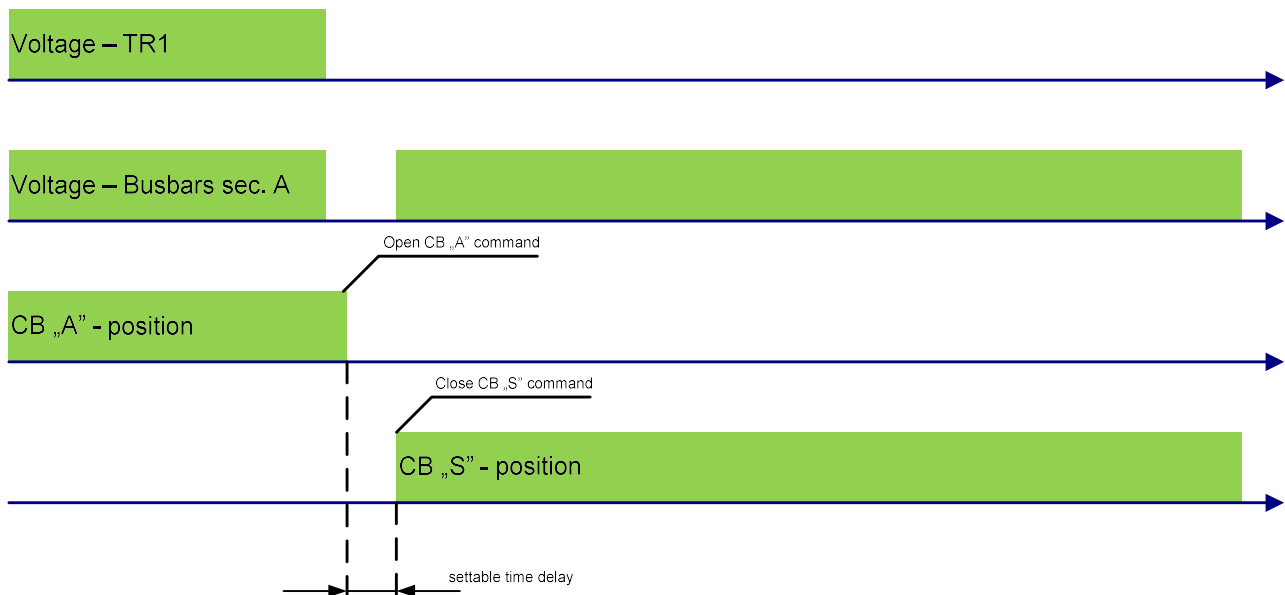 Voltage – TR1
Voltage – Busbars sec. A
Open CB „A” command
CB „A” - position
Close CB „S” command
CB „S” - position
settable time delay